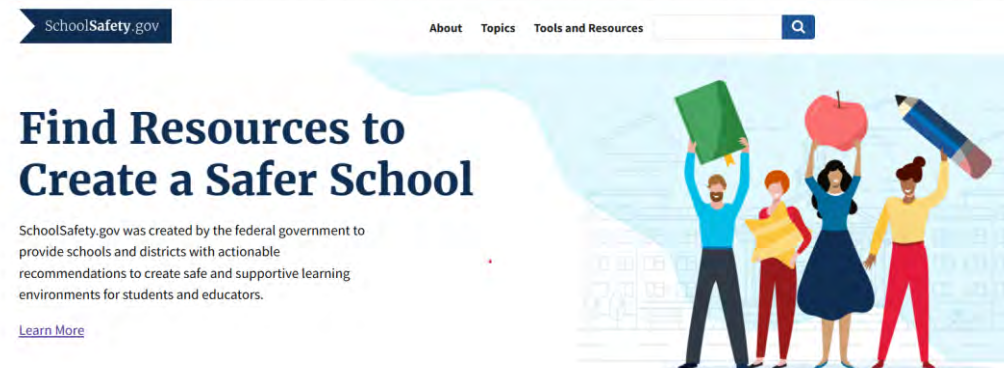 SchoolSafety.gov
About Topics Tools and Resources
Find Resources to
Create a Safer School
SchoolSafety.gov was created by the federal government to
provide schools and districts with actionable
recommendations to create safe and supportive learning
environments for students and educators.
Learn More